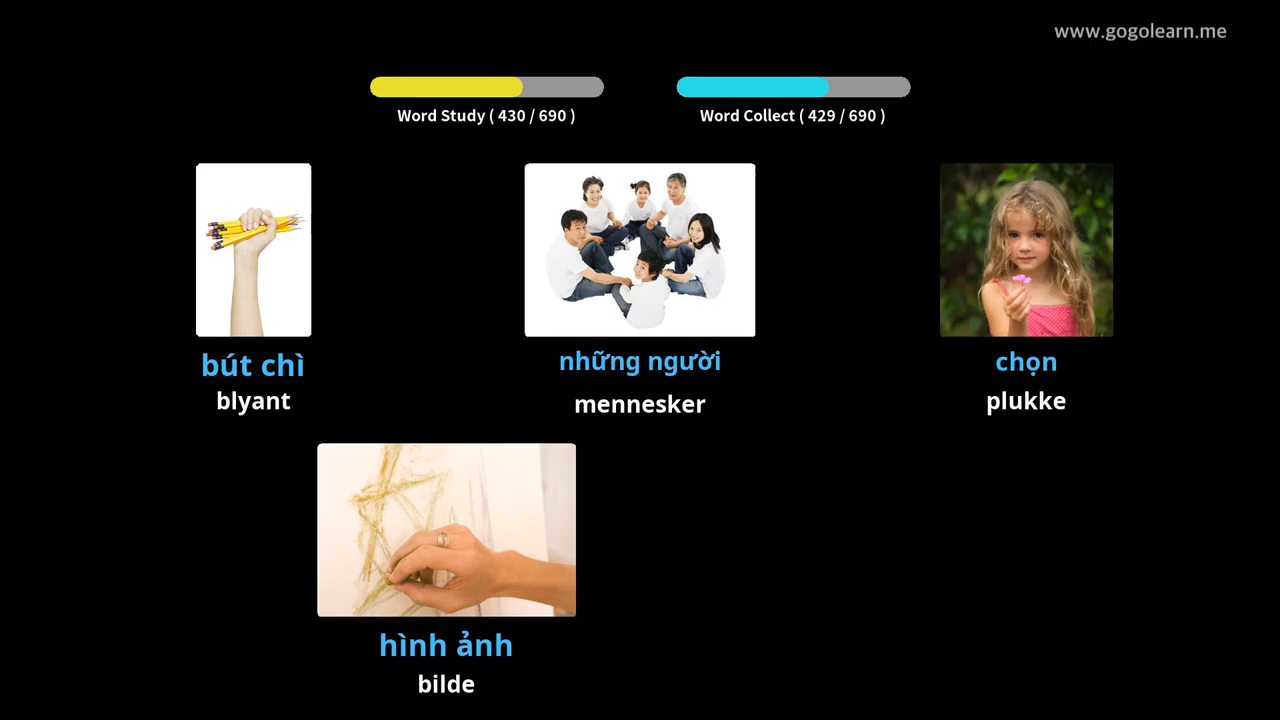 www.gogolearn.me
Word Study ( 430 / 690 )
Word Collect ( 429 / 690 )
bút chì
blyant
những người
mennesker
chọn
plukke
hình ảnh
bilde